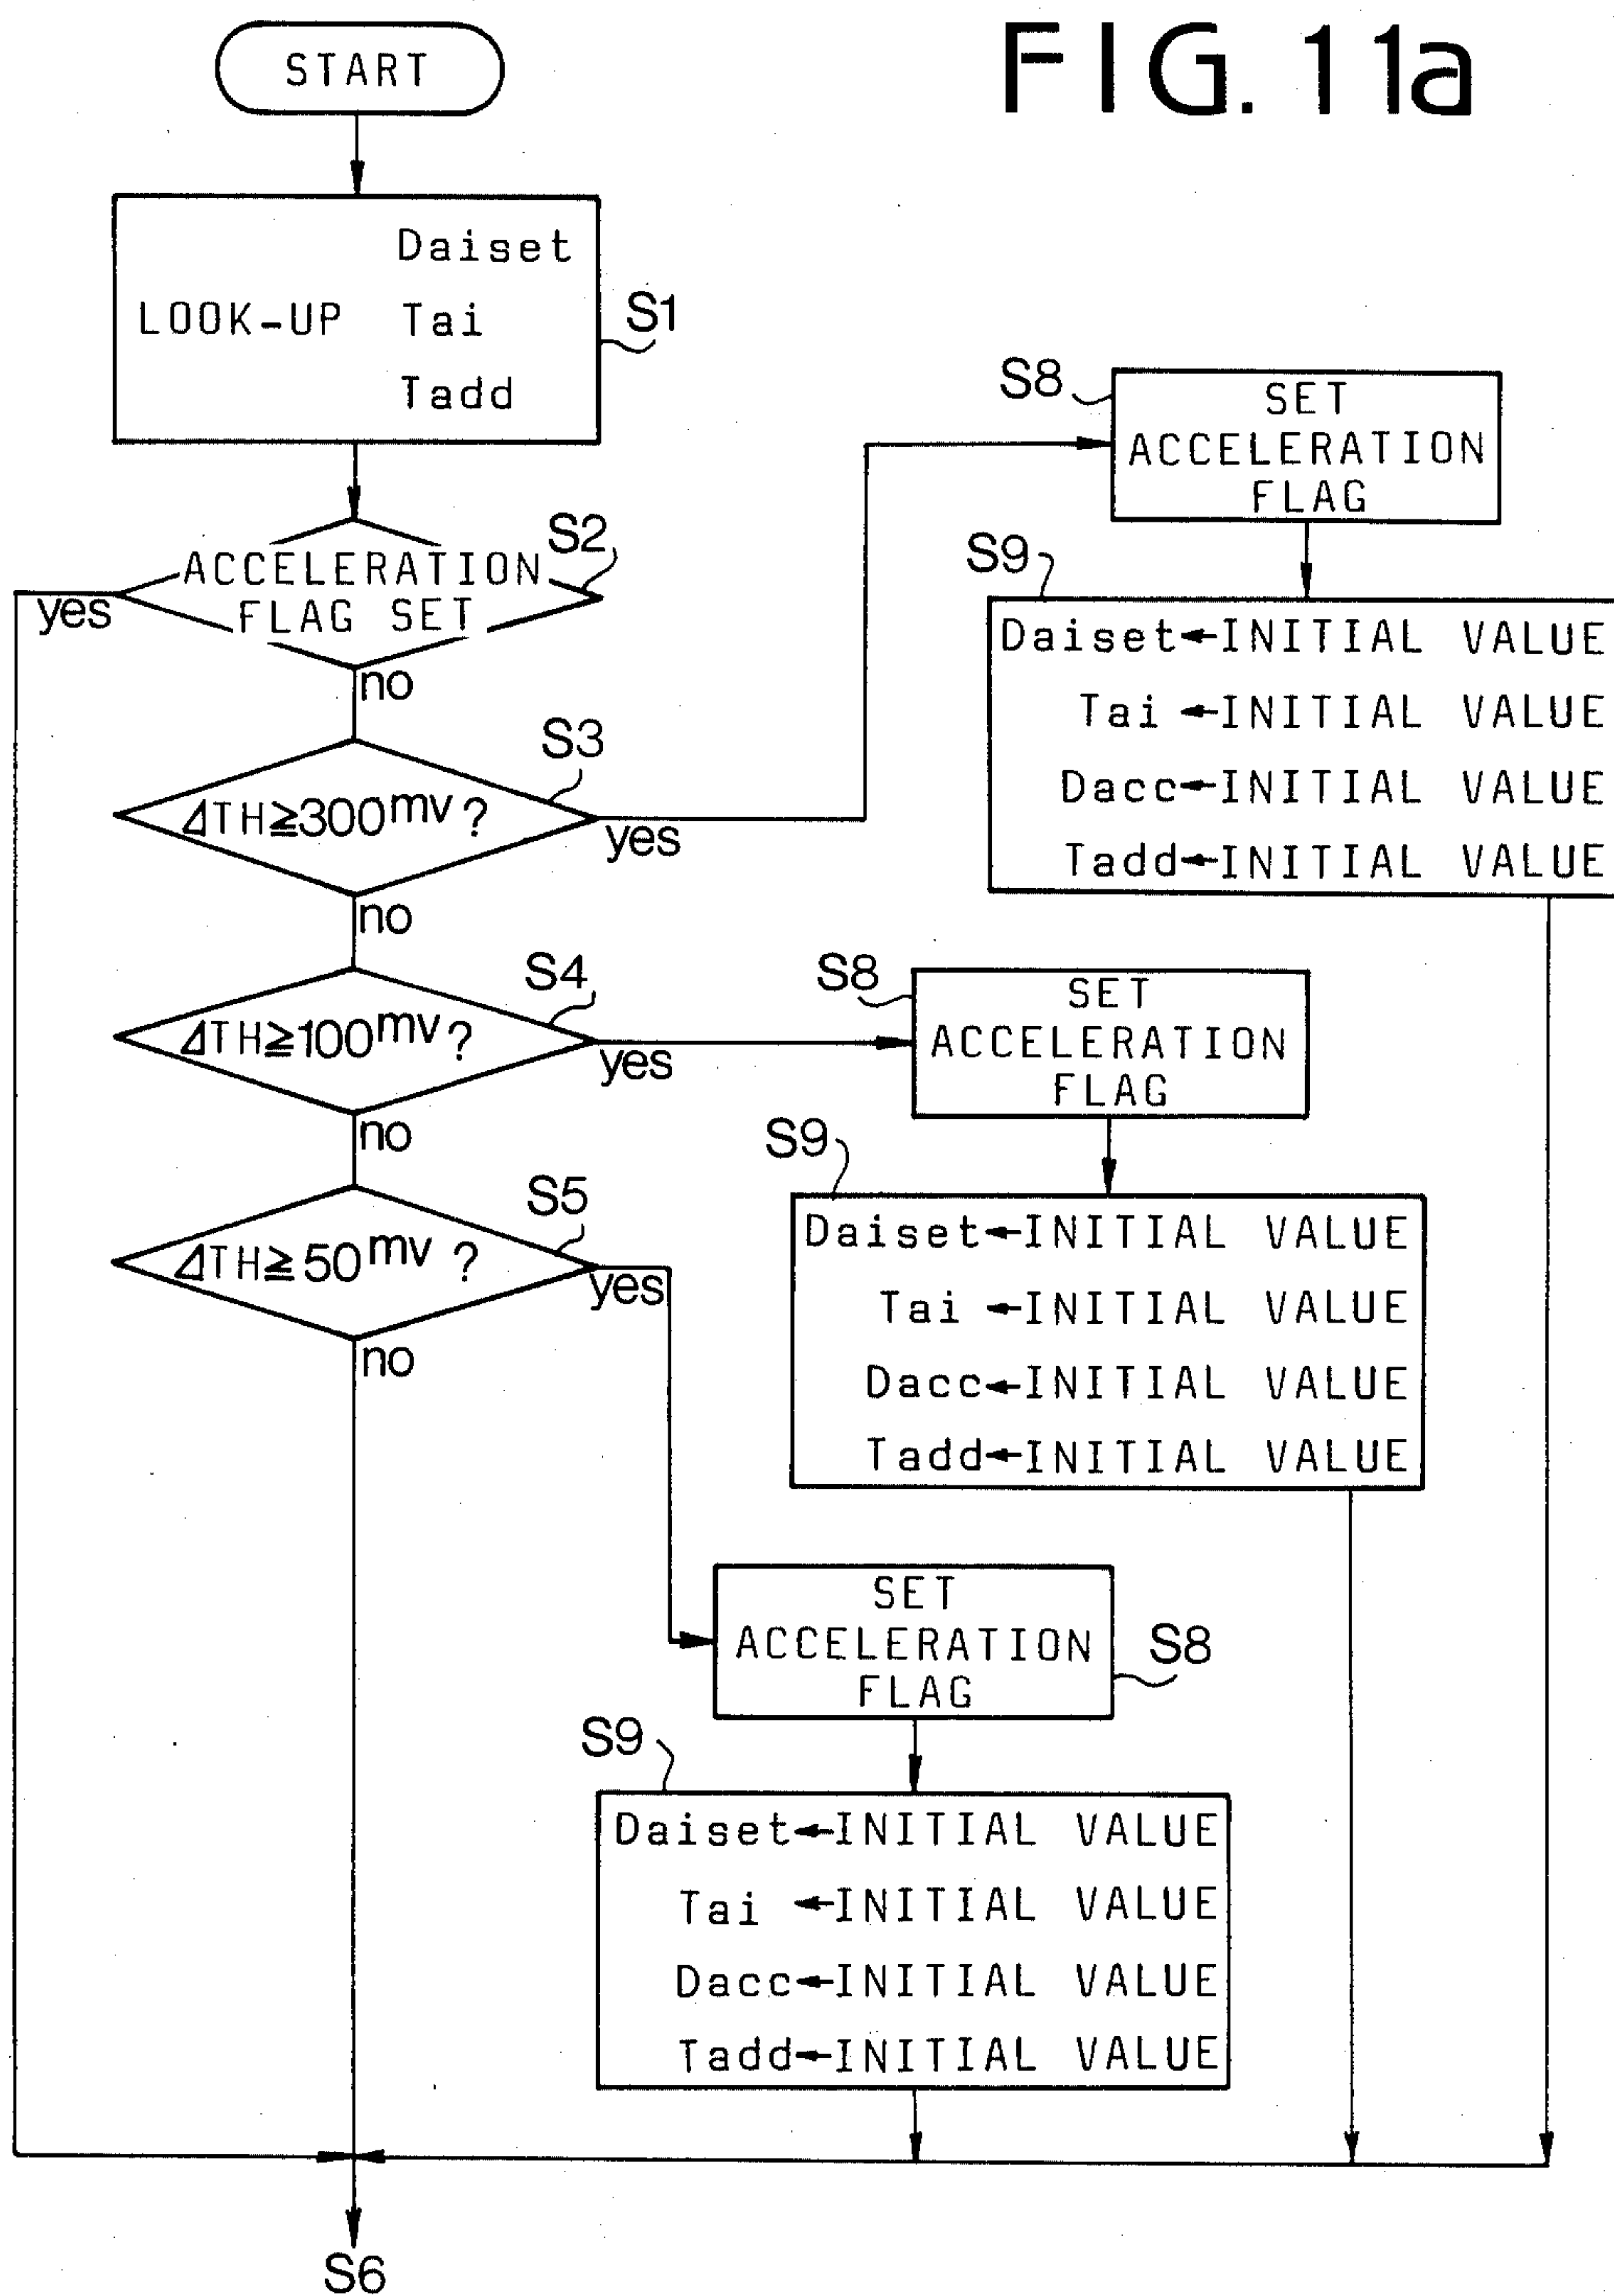 FIG. 11a
START
Daiset
LOOK-UP Tai
Tadd
S1
ACCELERATION
FLAG SET
S2
yes
no
ΔTH≧300mv?
S3
yes
no
S8
SET
ACCELERATION
FLAG
S9
Daiset←INITIAL VALUE
Tai ←INITIAL VALUE
Dacc←INITIAL VALUE
Tadd←INITIAL VALUE
ΔTH≧100mv?
S4
yes
no
S8
SET
ACCELERATION
FLAG
S9
Daiset←INITIAL VALUE
Tai ←INITIAL VALUE
Dacc←INITIAL VALUE
Tadd←INITIAL VALUE
ΔTH≧50mv?
S5
yes
no
SET
ACCELERATION
FLAG
S8
S9
Daiset←INITIAL VALUE
Tai ←INITIAL VALUE
Dacc←INITIAL VALUE
Tadd←INITIAL VALUE
S6